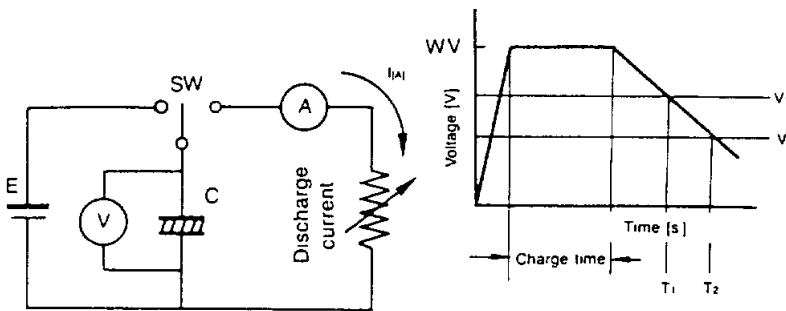 SW
I[A]
A
E
V
C
Discharge
current
WV
Voltage [V]
V
V
Time [s]
Charge time
T1
T2